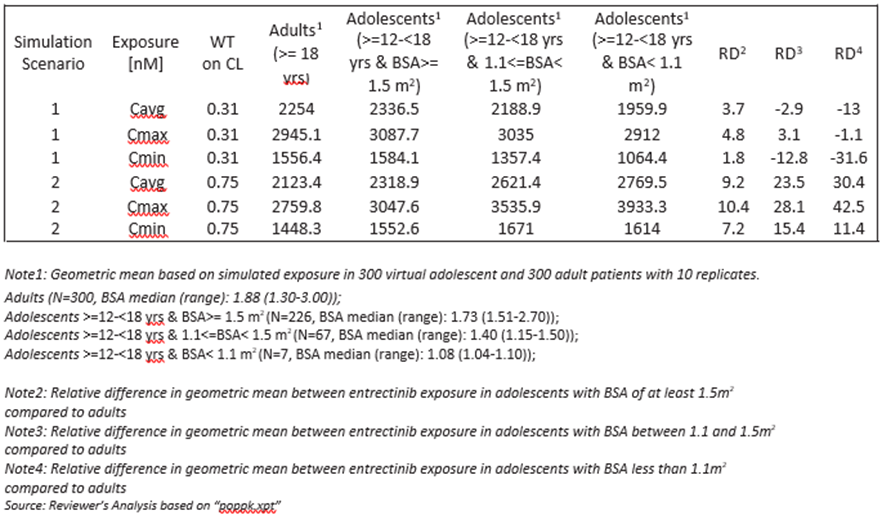 Simulation Scenario Exposure [nM] WT on CL Adults¹ (>= 18 yrs) Adolescents¹ (>=12-<18 yrs & BSA>= 1.5 m²) Adolescents¹ (>=12-<18 yrs & 1.1<=BSA< 1.5 m²) Adolescents¹ (>=12-<18 yrs & BSA< 1.1 m²) RD² RD³ RD⁴
1 Cavg 0.31 2254 2336.5 2188.9 1959.9 3.7 -2.9 -13
1 Cmax 0.31 2945.1 3087.7 3035 2912 4.8 3.1 -1.1
1 Cmin 0.31 1556.4 1584.1 1357.4 1064.4 1.8 -12.8 -31.6
2 Cavg 0.75 2123.4 2318.9 2621.4 2769.5 9.2 23.5 30.4
2 Cmax 0.75 2759.8 3047.6 3535.9 3933.3 10.4 28.1 42.5
2 Cmin 0.75 1448.3 1552.6 1671 1614 7.2 15.4 11.4
Note1: Geometric mean based on simulated exposure in 300 virtual adolescent and 300 adult patients with 10 replicates.
Adults (N=300, BSA median (range): 1.88 (1.30-3.00));
Adolescents >=12-<18 yrs & BSA>= 1.5 m² (N=226, BSA median (range): 1.73 (1.51-2.70));
Adolescents >=12-<18 yrs & 1.1<=BSA< 1.5 m² (N=67, BSA median (range): 1.40 (1.15-1.50));
Adolescents >=12-<18 yrs & BSA< 1.1 m² (N=7, BSA median (range): 1.08 (1.04-1.10));
Note2: Relative difference in geometric mean between entrectinib exposure in adolescents with BSA of at least 1.5m²
compared to adults
Note3: Relative difference in geometric mean between entrectinib exposure in adolescents with BSA between 1.1 and 1.5m²
compared to adults
Note4: Relative difference in geometric mean between entrectinib exposure in adolescents with BSA less than 1.1m²
compared to adults
Source: Reviewer's Analysis based on “poppk.xpt”